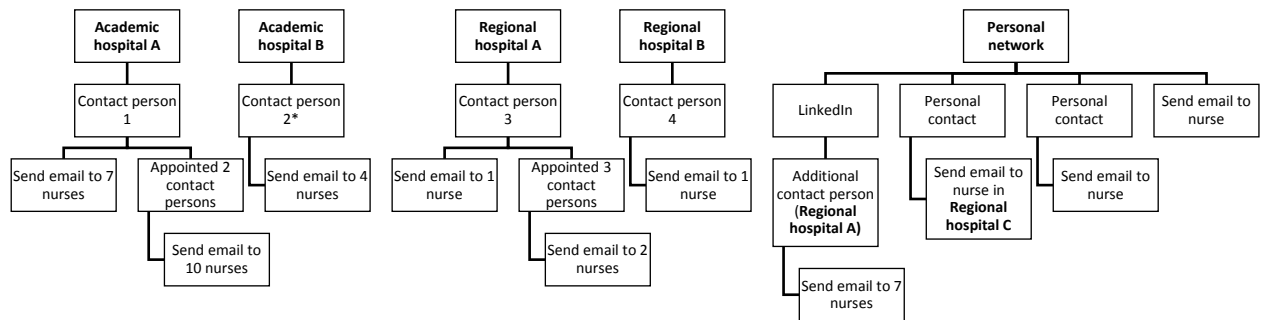 Academic
hospital A
Contact person
1
Send email to 7
nurses
Appointed 2
contact
persons
Send email to
10 nurses
Academic
hospital B
Contact person
2*
Send email to 4
nurses
Regional
hospital A
Contact person
3
Send email to 1
nurse
Appointed 3
contact
persons
Send email to 2
nurses
Regional
hospital B
Contact person
4
Send email to 1
nurse
Personal
network
LinkedIn
Additional
contact person
(Regional
hospital A)
Send email to 7
nurses
Personal
contact
Send email to
nurse in
Regional
hospital C
Personal
contact
Send email to
nurse
Send email to
nurse